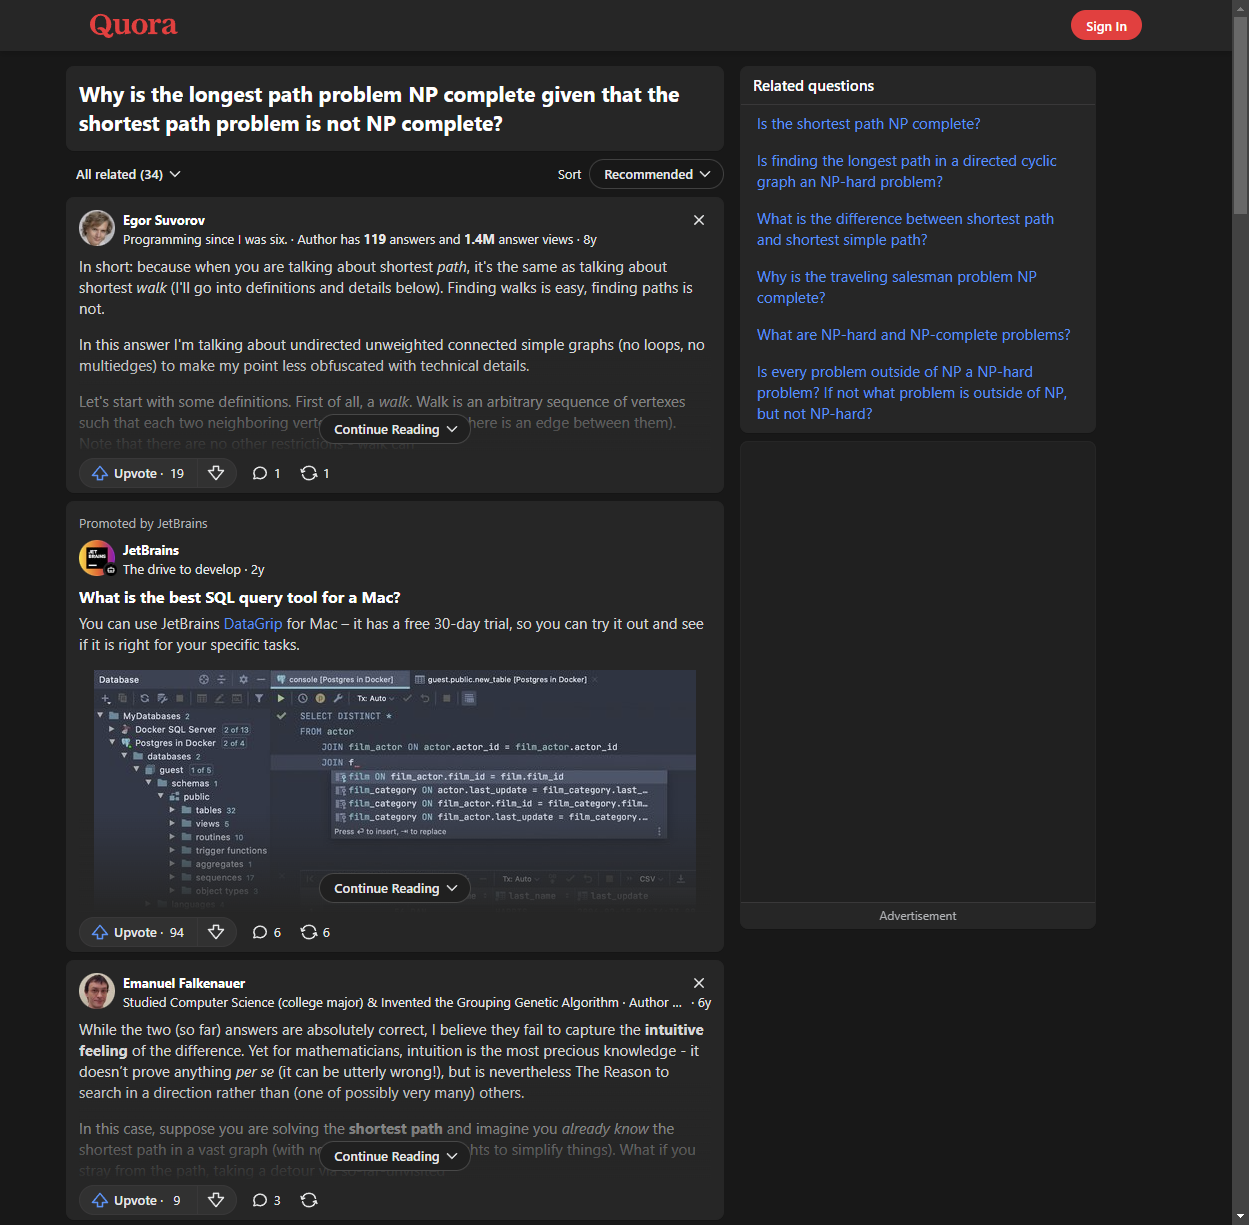 Quora
Sign In
Why is the longest path problem NP complete given that the
shortest path problem is not NP complete?
All related (34)
Sort
Recommended
Egor Suvorov
Programming since I was six. · Author has 119 answers and 1.4M answer views · 8y
In short: because when you are talking about shortest path, it's the same as talking about
shortest walk (I'll go into definitions and details below). Finding walks is easy, finding paths is
not.
In this answer I'm talking about undirected unweighted connected simple graphs (no loops, no
multiedges) to make my point less obfuscated with technical details.
Let's start with some definitions. First of all, a walk. Walk is an arbitrary sequence of vertexes
such that each two neighboring here is an edge between them).
Note that there are no other restrictions - walk can
Continue Reading
Upvote · 19
1
1
Promoted by JetBrains
JET
BRAINS
JetBrains
The drive to develop · 2y
What is the best SQL query tool for a Mac?
You can use JetBrains DataGrip for Mac – it has a free 30-day trial, so you can try it out and see
if it is right for your specific tasks.
Database
console [Postgres in Docker]
guest.public.new_table [Postgres in Docker]
Tx: Auto
MyDatabases 2
Docker SQL Server 2 of 13
Postgres in Docker 2 of 4
databases 2
guest 1 of 5
schemas 1
public
tables 32
views 5
routines 10
trigger functions
aggregates 1
sequences 17
object types 3
languages
SELECT DISTINCT *
FROM actor
JOIN film_actor ON actor.actor_id = film_actor.actor_id
JOIN f_
film ON film_actor.film_id = film.film_id
film_category ON actor.last_update = film_category.last_…
film_category ON film_actor.film_id = film_category.film…
film_category ON film_actor.last_update = film_category.…
Press ↵ to insert, ⇥ to replace
Tx: Auto
CSV
last_name
last_update
Continue Reading
Upvote · 94
6
6
Emanuel Falkenauer
Studied Computer Science (college major) & Invented the Grouping Genetic Algorithm · Author ... · 6y
While the two (so far) answers are absolutely correct, I believe they fail to capture the intuitive
feeling of the difference. Yet for mathematicians, intuition is the most precious knowledge - it
doesn't prove anything per se (it can be utterly wrong!), but is nevertheless The Reason to
search in a direction rather than (one of possibly very many) others.
In this case, suppose you are solving the shortest path and imagine you already know the
shortest path in a vast graph (with hts to simplify things). What if you
stray from the path, taking a detour via so-far-unvisited
Continue Reading
Upvote · 9
3
Related questions
Is the shortest path NP complete?
Is finding the longest path in a directed cyclic
graph an NP-hard problem?
What is the difference between shortest path
and shortest simple path?
Why is the traveling salesman problem NP
complete?
What are NP-hard and NP-complete problems?
Is every problem outside of NP a NP-hard
problem? If not what problem is outside of NP,
but not NP-hard?
Advertisement